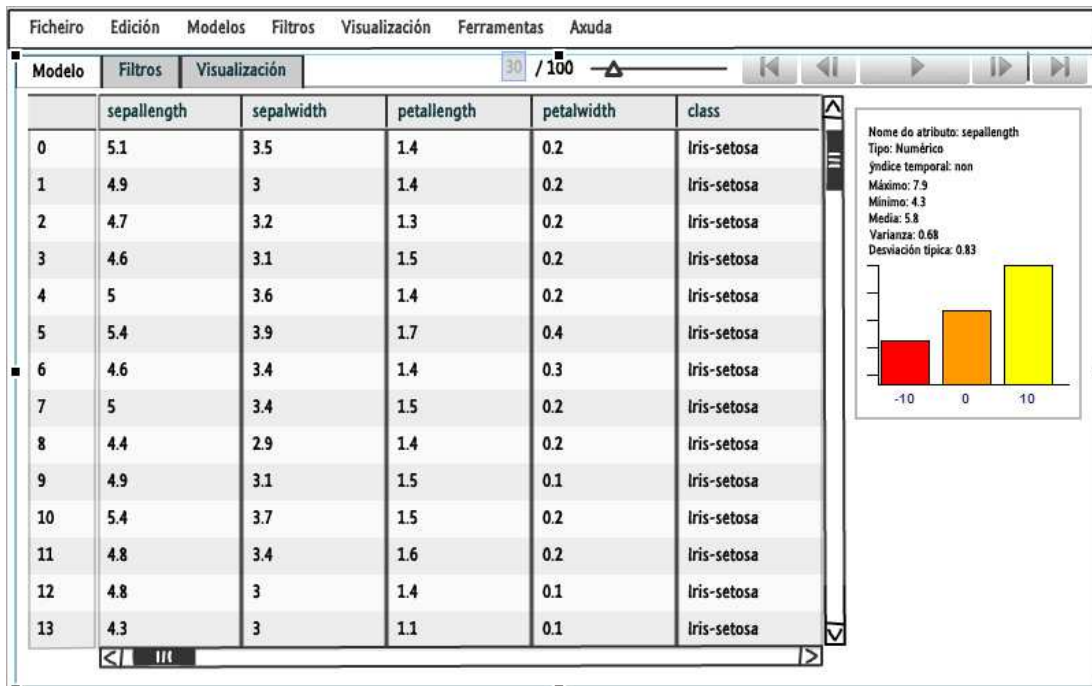 Ficheiro Edición Modelos Filtros Visualización Ferramentas Axuda
Modelo Filtros Visualización 30 / 100
sepallength sepalwidth petallength petalwidth class
0 5.1 3.5 1.4 0.2 Iris-setosa
1 4.9 3 1.4 0.2 Iris-setosa
2 4.7 3.2 1.3 0.2 Iris-setosa
3 4.6 3.1 1.5 0.2 Iris-setosa
4 5 3.6 1.4 0.2 Iris-setosa
5 5.4 3.9 1.7 0.4 Iris-setosa
6 4.6 3.4 1.4 0.3 Iris-setosa
7 5 3.4 1.5 0.2 Iris-setosa
8 4.4 2.9 1.4 0.2 Iris-setosa
9 4.9 3.1 1.5 0.1 Iris-setosa
10 5.4 3.7 1.5 0.2 Iris-setosa
11 4.8 3.4 1.6 0.2 Iris-setosa
12 4.8 3 1.4 0.1 Iris-setosa
13 4.3 3 1.1 0.1 Iris-setosa
Nome do atributo: sepallength
Tipo: Numérico
ýndice temporal: non
Máximo: 7.9
Mínimo: 4.3
Media: 5.8
Varianza: 0.68
Desviación típica: 0.83
-10 0 10